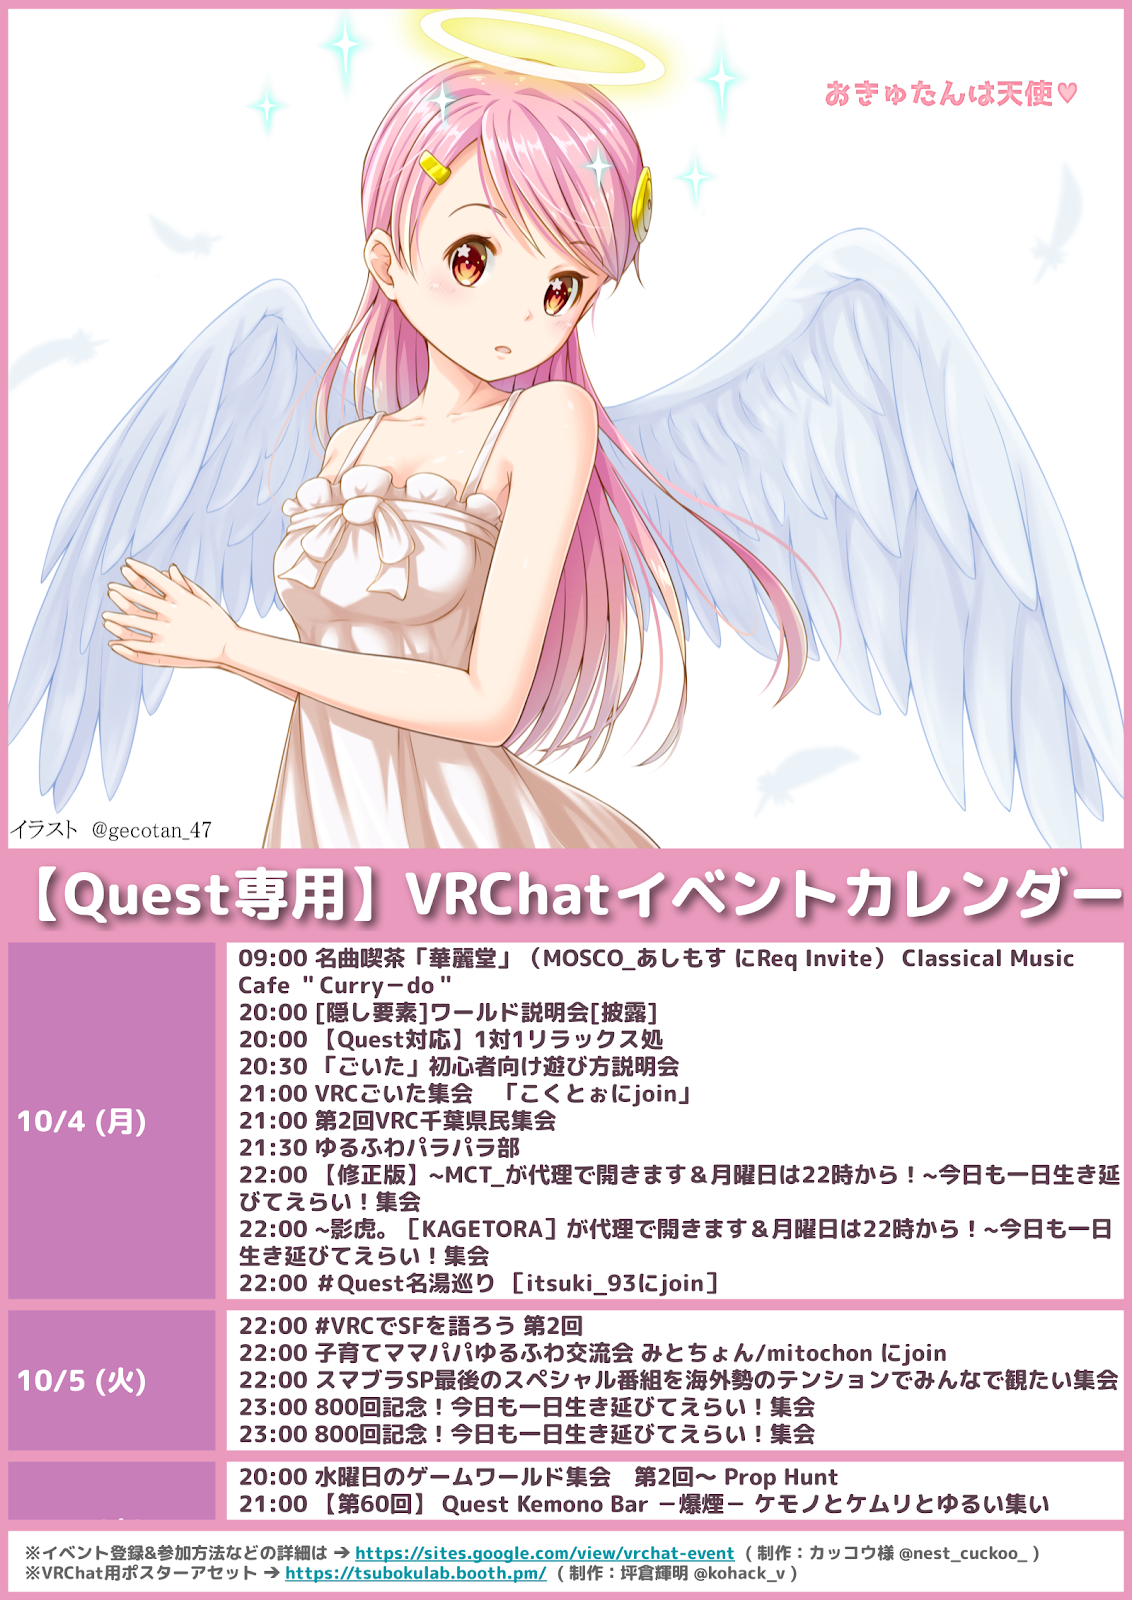 おきゅたんは天使♥
イラスト @gecotan_47
【Quest専用】VRChatイベントカレンダー
10/4 (月)
09:00 名曲喫茶「華麗堂」（MOSCO_あしもす にReq Invite） Classical Music
Cafe ＂Curryーdo＂
20:00 [隠し要素]ワールド説明会[披露]
20:00 【Quest対応】1対1リラックス処
20:30 「ごいた」初心者向け遊び方説明会
21:00 VRCごいた集会　「こくとぉにjoin」
21:00 第2回VRC千葉県民集会
21:30 ゆるふわパラパラ部
22:00 【修正版】~MCT_が代理で開きます＆月曜日は22時から！~今日も一日生き延
びてえらい！集会
22:00 ~影虎。［KAGETORA］が代理で開きます＆月曜日は22時から！~今日も一日
生き延びてえらい！集会
22:00 ＃Quest名湯巡り ［itsuki_93にjoin］
10/5 (火)
22:00 #VRCでSFを語ろう 第2回
22:00 子育てママパパゆるふわ交流会 みとちょん/mitochon にjoin
22:00 スマブラSP最後のスペシャル番組を海外勢のテンションでみんなで観たい集会
23:00 800回記念！今日も一日生き延びてえらい！集会
23:00 800回記念！今日も一日生き延びてえらい！集会
20:00 水曜日のゲームワールド集会　第2回〜 Prop Hunt
21:00 【第60回】 Quest Kemono Bar －爆煙－ ケモノとケムリとゆるい集い
※イベント登録&参加方法などの詳細は → https://sites.google.com/view/vrchat-event （ 制作：カッコウ様 @nest_cuckoo_ ）
※VRChat用ポスターアセット → https://tsubokulab.booth.pm/ （ 制作：坪倉輝明 @kohack_v ）